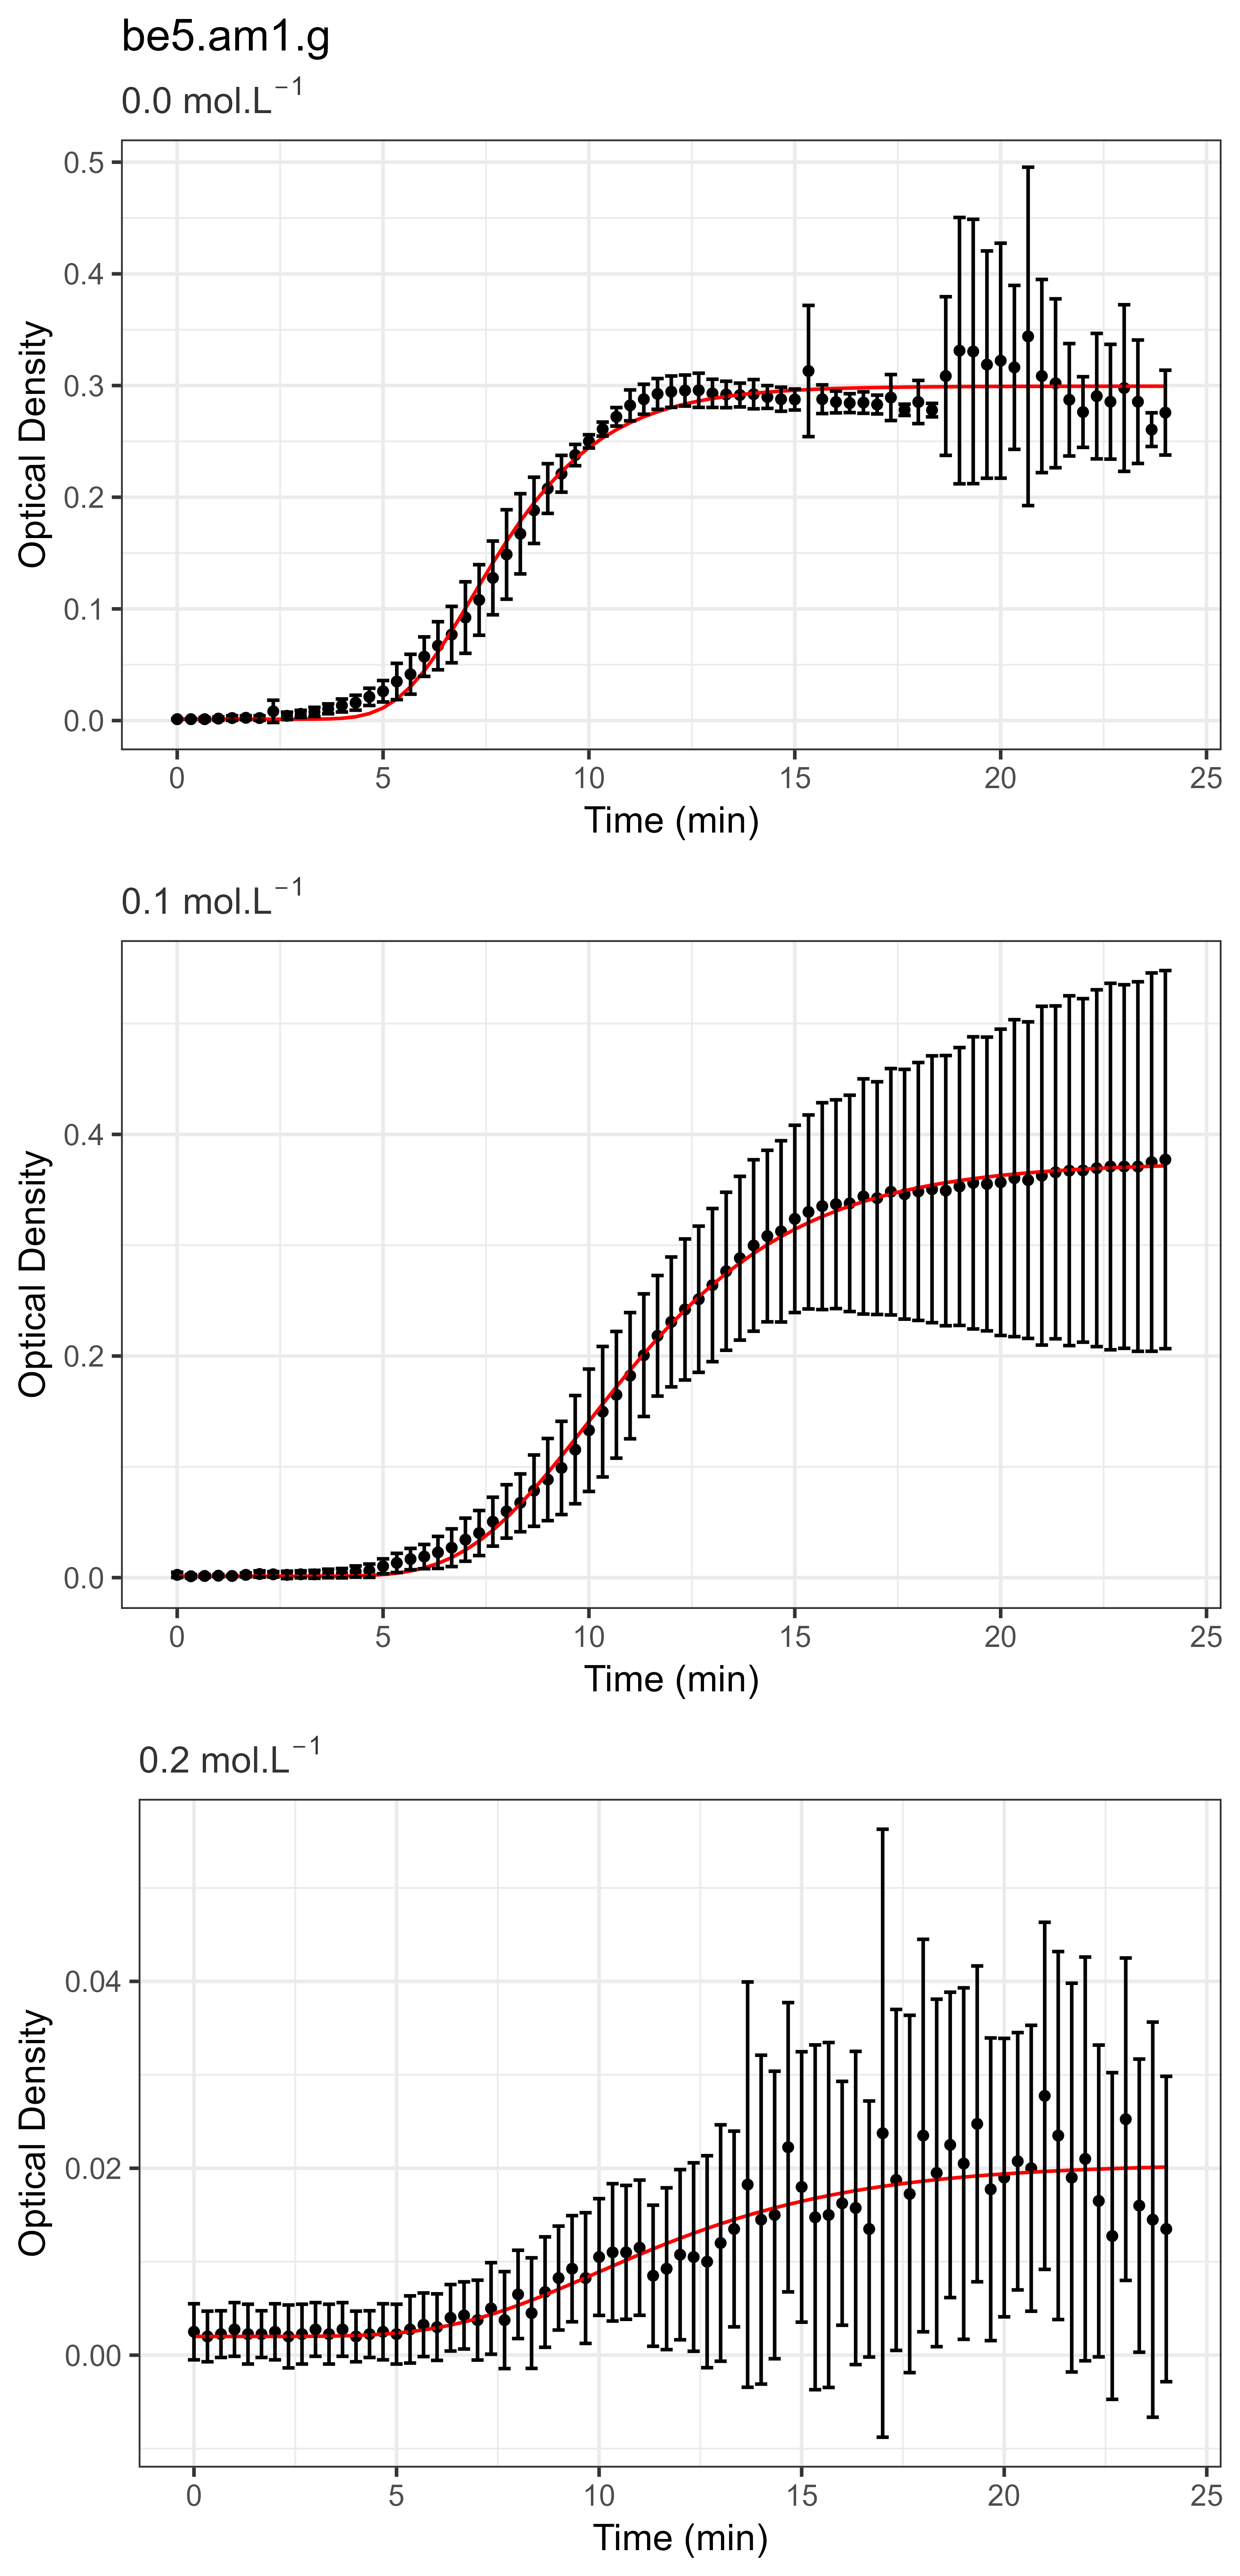 be5.am1.g
0.0 mol.L⁻¹
0.5
0.4
0.3
0.2
0.1
0.0
Optical Density
0 5 10 15 20 25
Time (min)
0.1 mol.L⁻¹
0.4
0.2
0.0
Optical Density
0 5 10 15 20 25
Time (min)
0.2 mol.L⁻¹
0.04
0.02
0.00
Optical Density
0 5 10 15 20 25
Time (min)